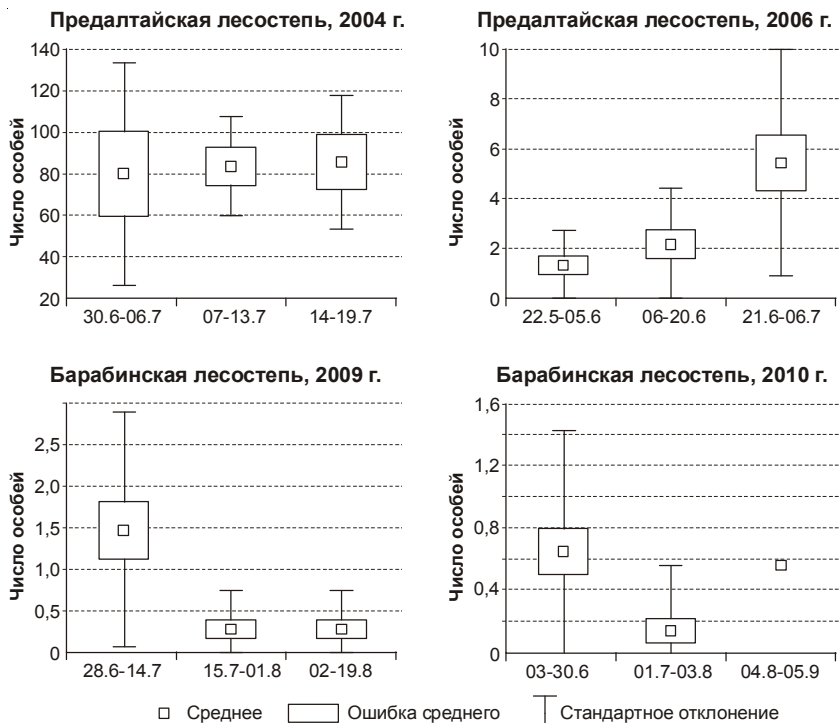 Предалтайская лесостепь, 2004 г.
Число особей
140
120
100
80
60
40
20
30.6-06.7 07-13.7 14-19.7
Предалтайская лесостепь, 2006 г.
Число особей
10
8
6
4
2
0
22.5-05.6 06-20.6 21.6-06.7
Барабинская лесостепь, 2009 г.
Число особей
2,5
2,0
1,5
1,0
0,5
0
28.6-14.7 15.7-01.8 02-19.8
Барабинская лесостепь, 2010 г.
Число особей
1,6
1,2
0,8
0,4
0
03-30.6 01.7-03.8 04.8-05.9
Среднее Ошибка среднего Стандартное отклонение